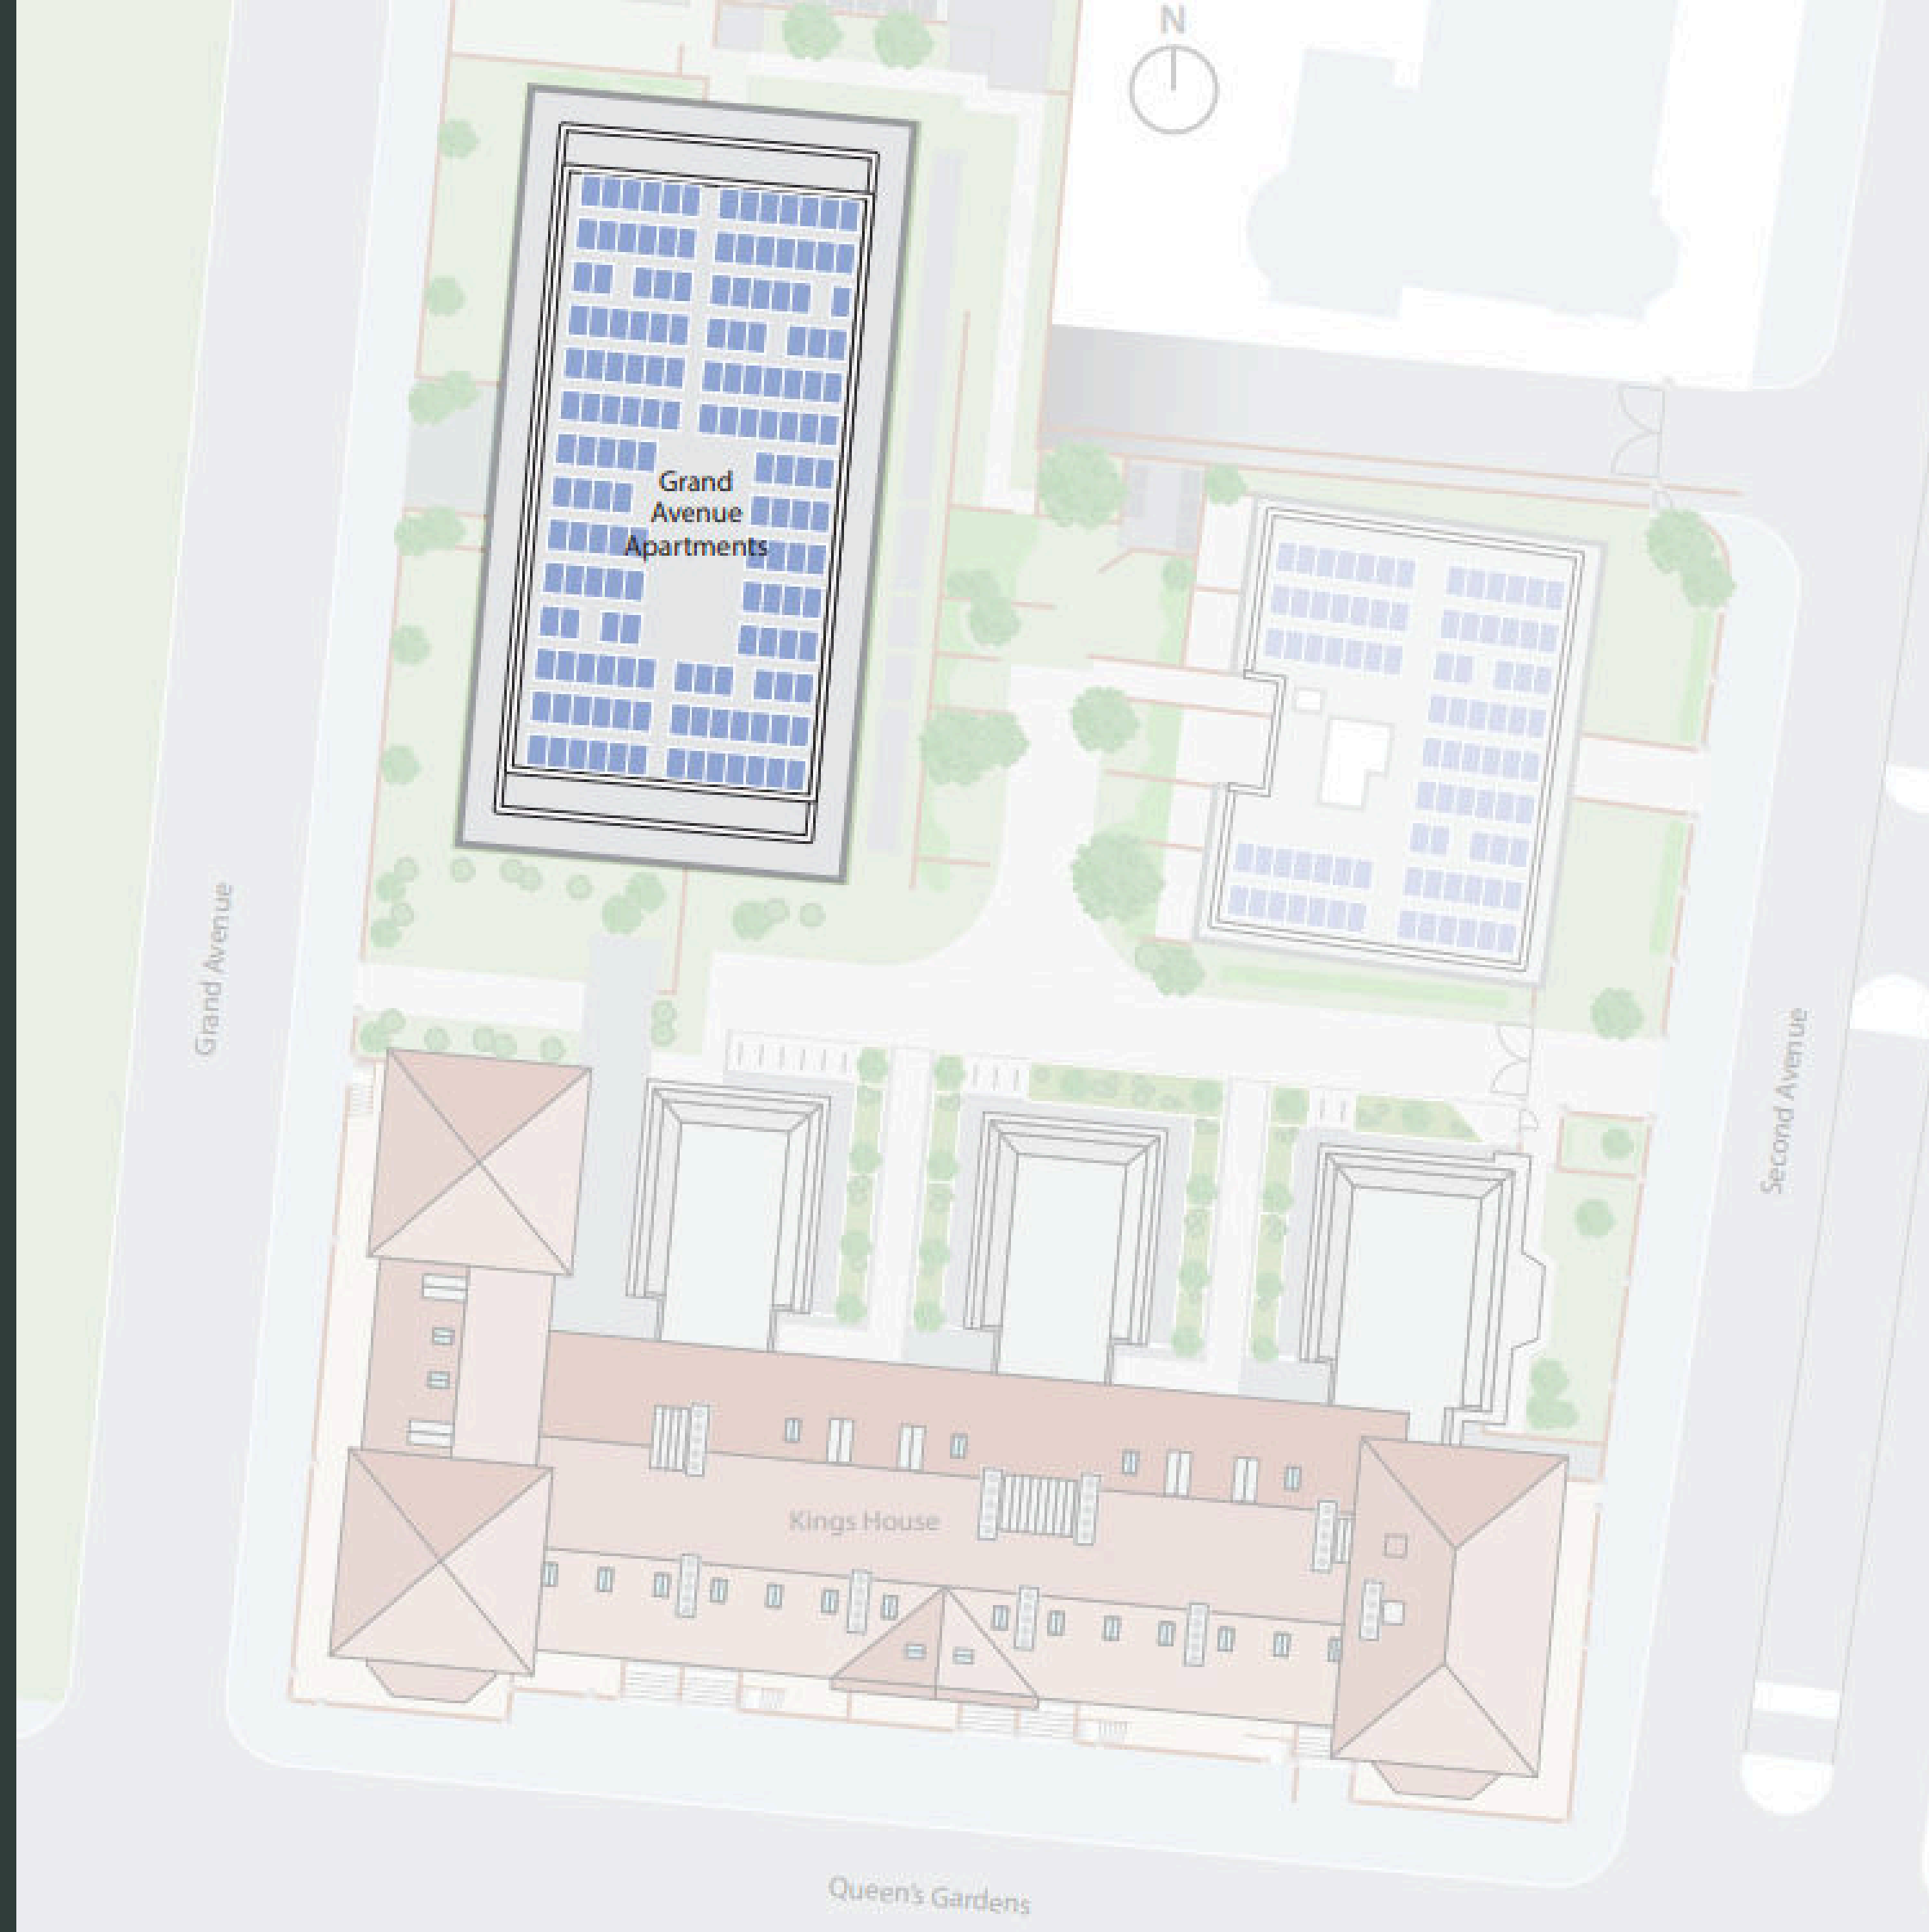 N
Grand
Avenue
Apartments
Grand Avenue
Second Avenue
Kings House
Queen's Gardens